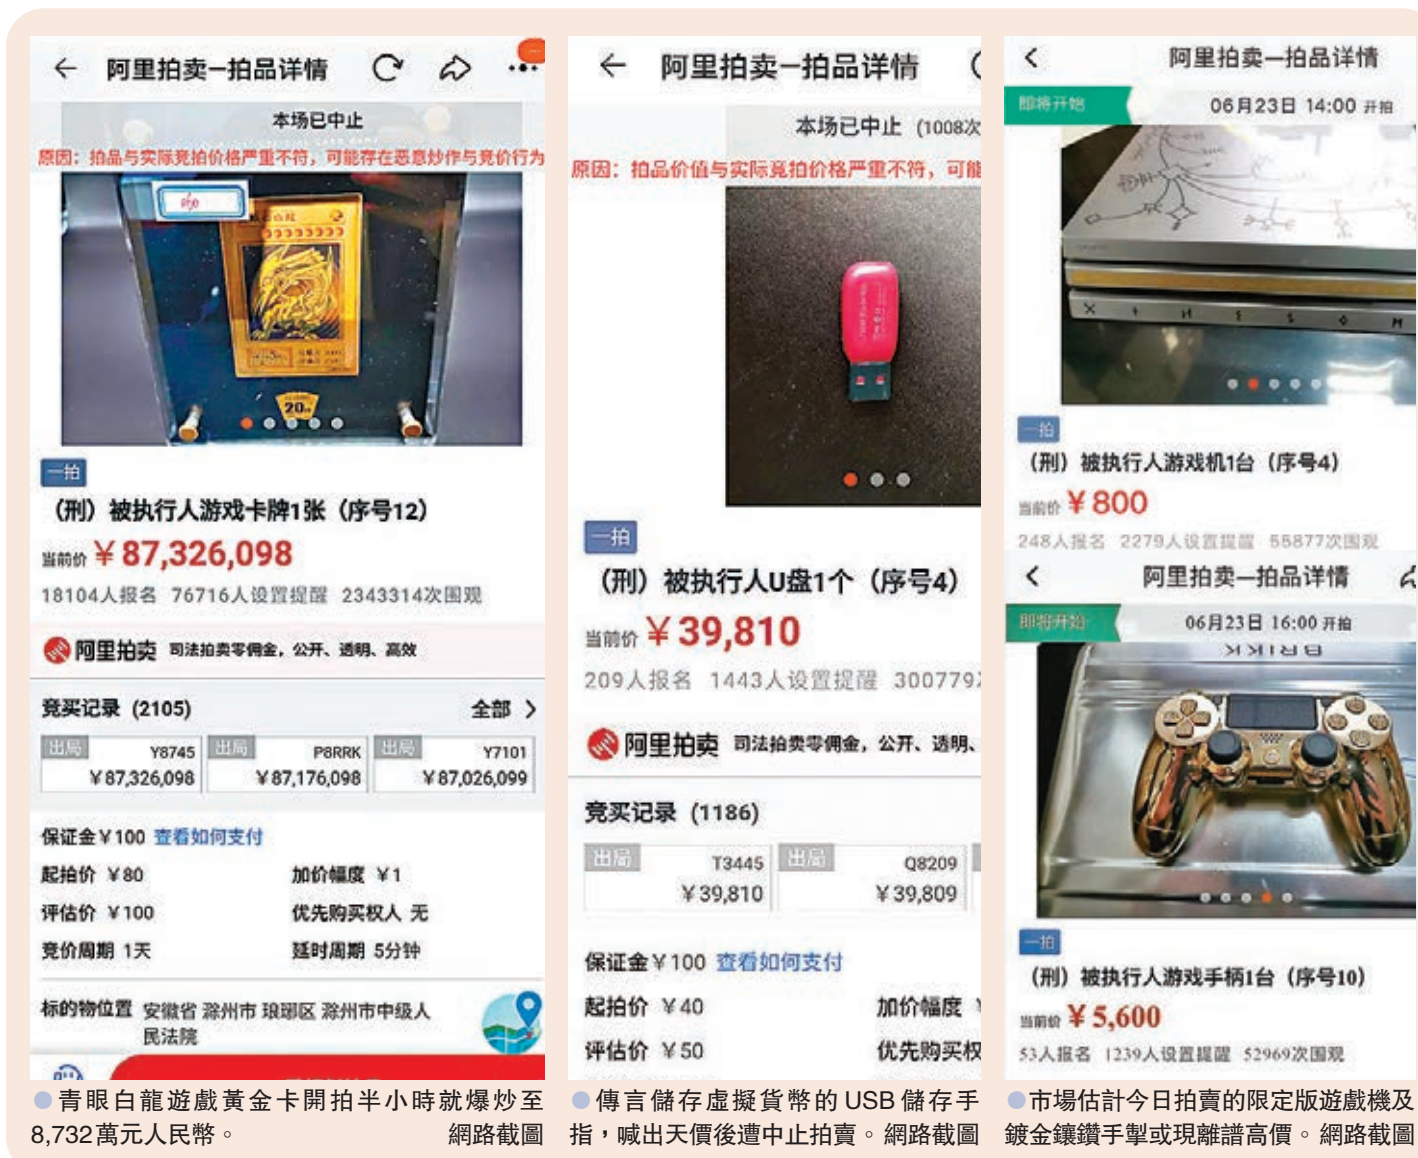 阿里拍卖—拍品详情
本场已中止
原因：拍品与实际竞拍价格严重不符，可能存在恶意炒作与竞价行为
20th
一拍
（刑）被执行人游戏卡牌1张（序号12）
当前价 ¥87,326,098
18104人报名 76716人设置提醒 2343314次围观
阿里拍卖 司法拍卖零佣金，公开、透明、高效
竞买记录 (2105) 全部
出局 Y8745 出局 P8RRK 出局 Y7101
¥87,326,098 ¥87,176,098 ¥87,026,099
保证金¥100 查看如何支付
起拍价 ¥80 加价幅度 ¥1
评估价 ¥100 优先购买权人 无
竞价周期 1天 延时周期 5分钟
标的物位置 安徽省 滁州市 琅琊区 滁州市中级人
民法院
●青眼白龍遊戲黃金卡開拍半小時就爆炒至
8,732萬元人民幣。 網路截圖
阿里拍卖—拍品详情
本场已中止 (1008次
原因：拍品价值与实际竞拍价格严重不符，可能
一拍
（刑）被执行人U盘1个（序号4）
当前价 ¥39,810
209人报名 1443人设置提醒 300779
阿里拍卖 司法拍卖零佣金，公开、透明、
竞买记录 (1186)
出局 T3445 出局 Q8209
¥39,810 ¥39,809
保证金¥100 查看如何支付
起拍价 ¥40 加价幅度
评估价 ¥50 优先购买权
●傳言儲存虛擬貨幣的USB儲存手
指，喊出天價後遭中止拍賣。網路截圖
阿里拍卖—拍品详情
即将开始 06月23日 14:00 开拍
一拍
（刑）被执行人游戏机1台（序号4）
当前价 ¥800
248人报名 2279人设置提醒 55877次围观
阿里拍卖—拍品详情
即将开始 06月23日 16:00 开拍
BRIKK
一拍
（刑）被执行人游戏手柄1台（序号10）
当前价 ¥5,600
53人报名 1239人设置提醒 52969次围观
●市場估計今日拍賣的限定版遊戲機及
鍍金鑲鑽手掣或現離譜高價。網路截圖